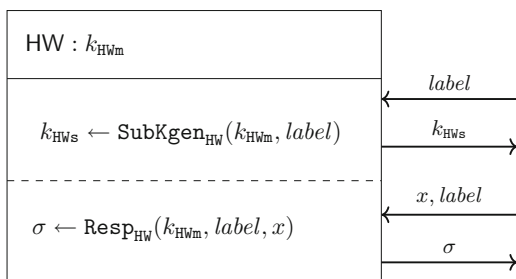 HW : k_HWm
label
k_HWs ← SubKgen_HW(k_HWm, label)
k_HWs
x, label
σ ← Resp_HW(k_HWm, label, x)
σ